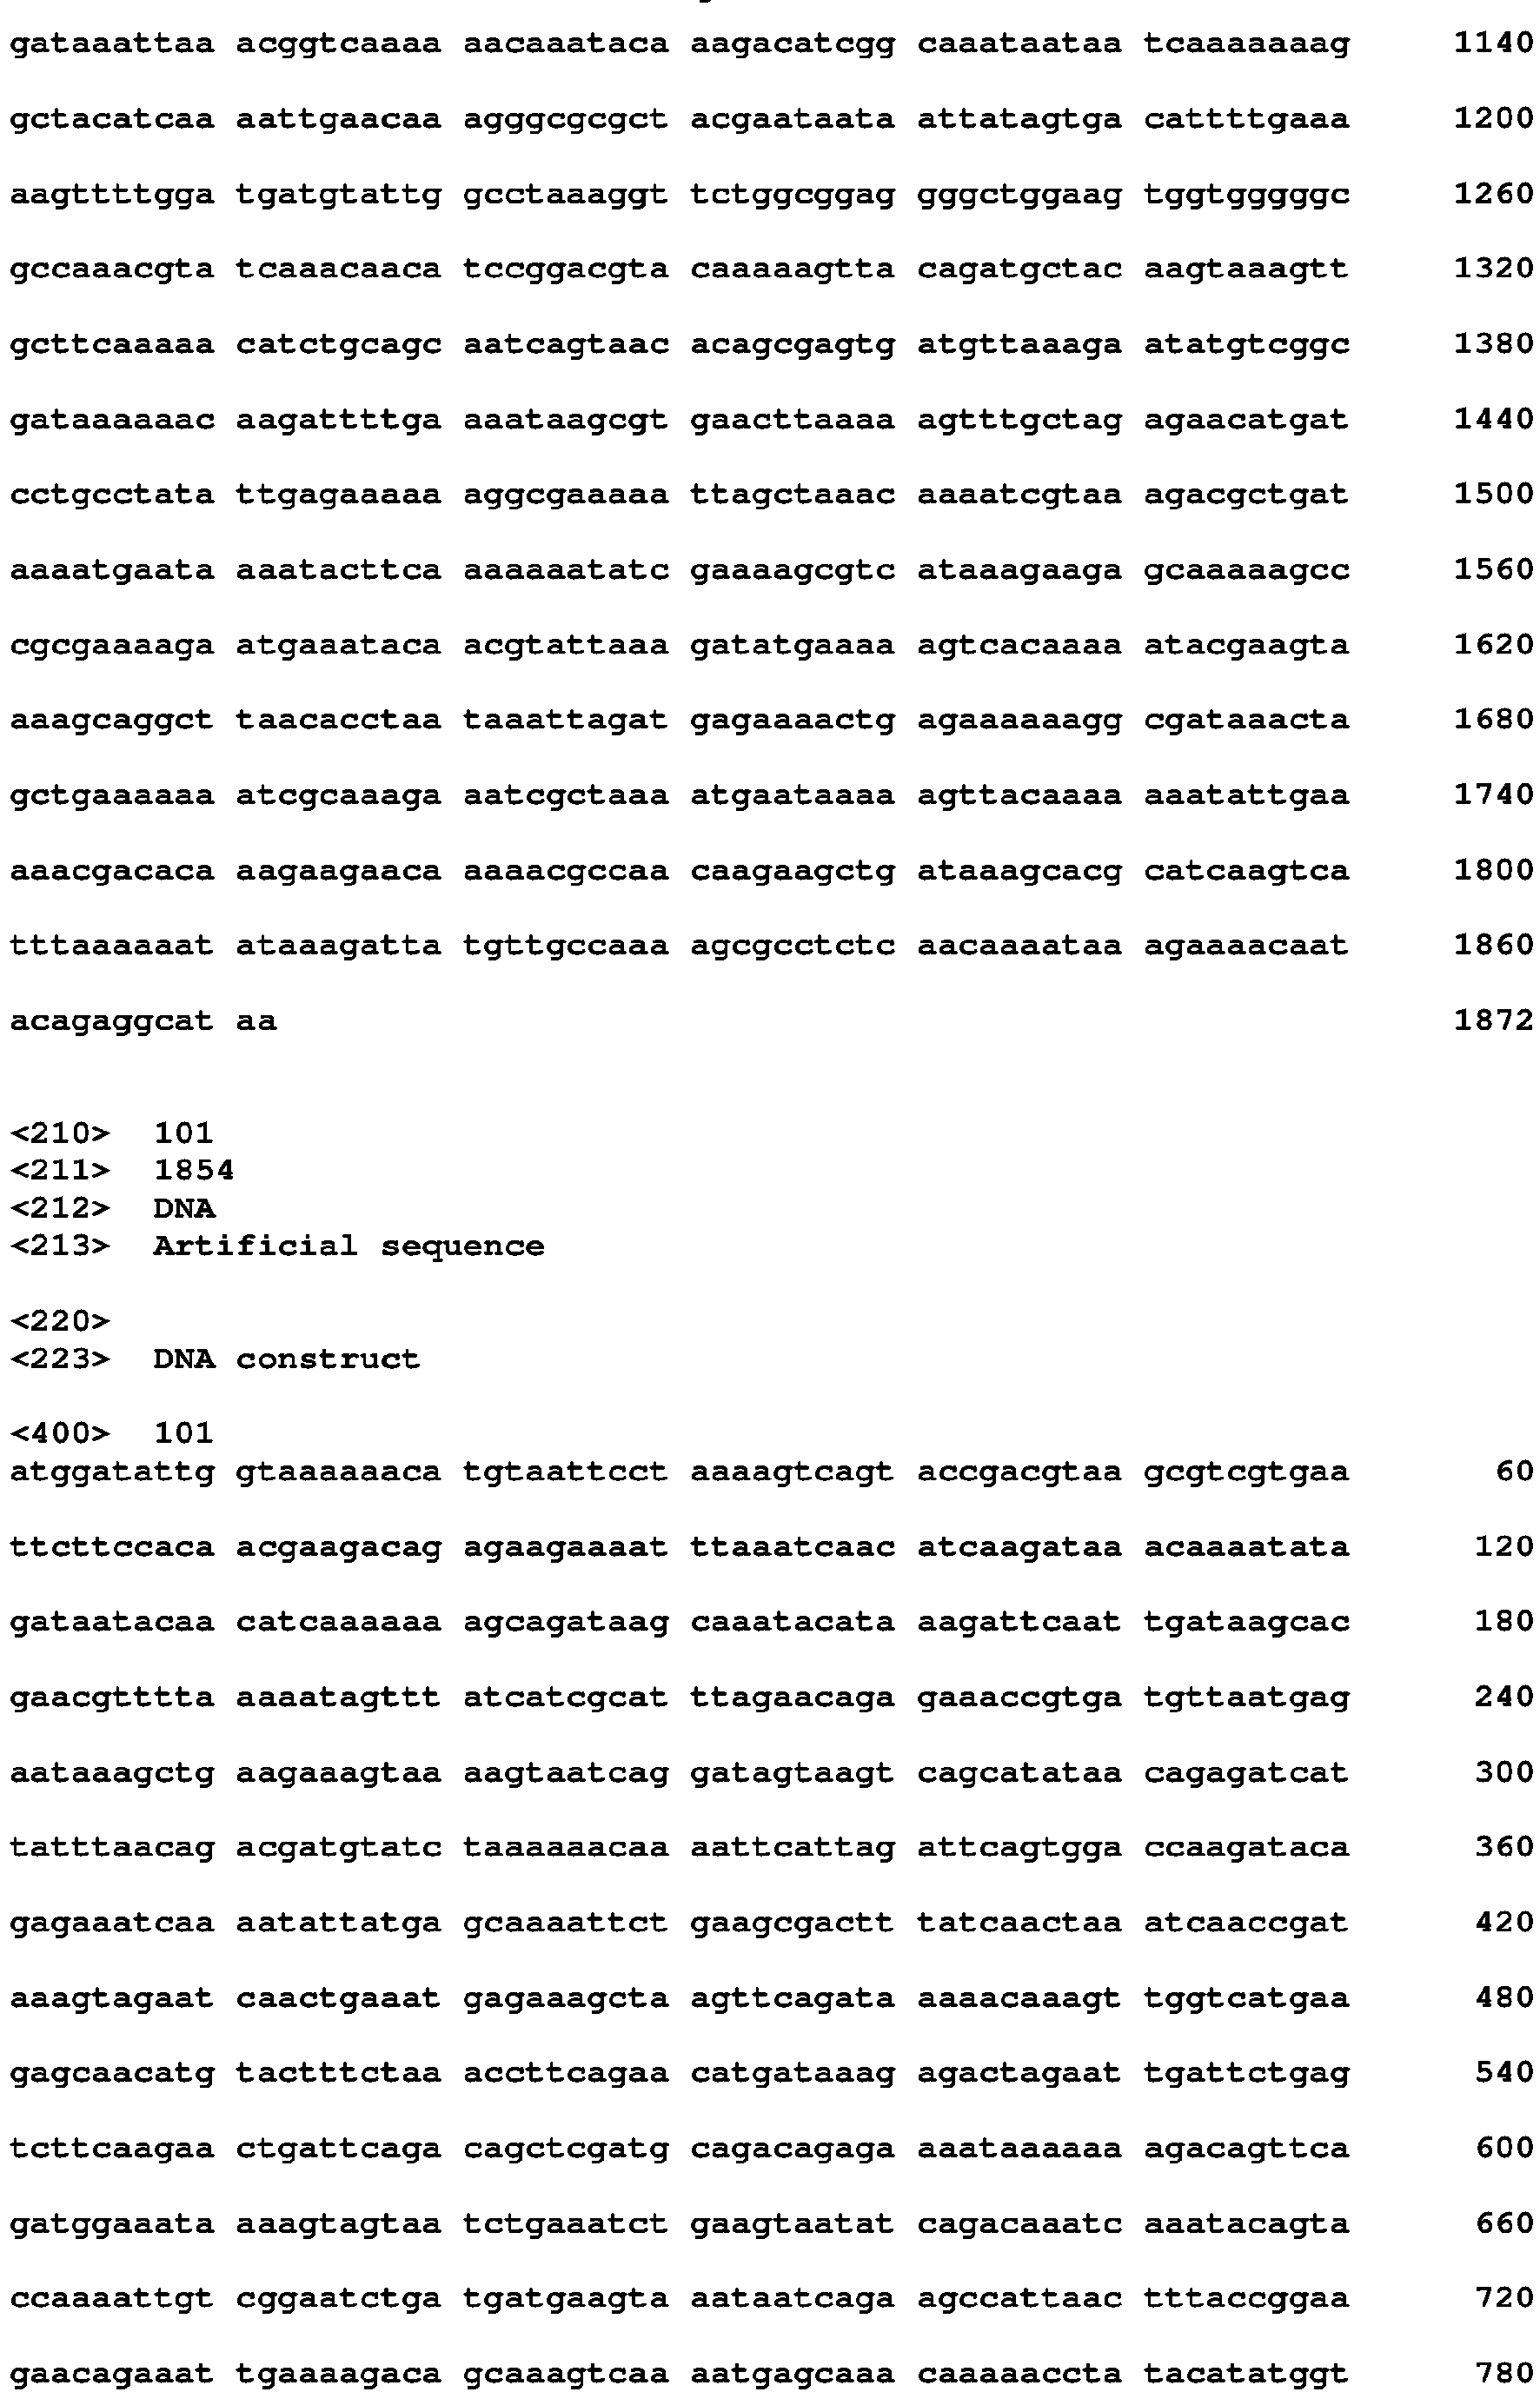 gataaattaa acggtcaaaa aacaaataca aagacatcgg caaataataa tcaaaaaaag 1140
gctacatcaa aattgaacaa agggcgcgct acgaataata attatagtga cattttgaaa 1200
aagttttgga tgatgtattg gcctaaaggt tctggcggag gggctggaag tggtgggggc 1260
gccaaacgta tcaaacaaca tccggacgta caaaaagtta cagatgctac aagtaaagtt 1320
gcttcaaaaa catctgcagc aatcagtaac acagcgagtg atgttaaaga atatgtcggc 1380
gataaaaaac aagattttga aaataagcgt gaacttaaaa agtttgctag agaacatgat 1440
cctgcctata ttgagaaaaa aggcgaaaaa ttagctaaac aaaatcgtaa agacgctgat 1500
aaaatgaata aaatacttca aaaaaatatc gaaaagcgtc ataaagaaga gcaaaaagcc 1560
cgcgaaaaga atgaaataca acgtattaaa gatatgaaaa agtcacaaaa atacgaagta 1620
aaagcaggct taacacctaa taaattagat gagaaaactg agaaaaaagg cgataaacta 1680
gctgaaaaaa atcgcaaaga aatcgctaaa atgaataaaa agttacaaaa aaatattgaa 1740
aaacgacaca aagaagaaca aaaacgccaa caagaagctg ataaagcacg catcaagtca 1800
tttaaaaaat ataaagatta tgttgccaaa agcgcctctc aacaaaataa agaaaacaat 1860
acagaggcat aa 1872
<210> 101
<211> 1854
<212> DNA
<213> Artificial sequence
<220>
<223> DNA construct
<400> 101
atggatattg gtaaaaaaca tgtaattcct aaaagtcagt accgacgtaa gcgtcgtgaa 60
ttcttccaca acgaagacag agaagaaaat ttaaatcaac atcaagataa acaaaatata 120
gataatacaa catcaaaaaa agcagataag caaatacata aagattcaat tgataagcac 180
gaacgtttta aaaatagttt atcatcgcat ttagaacaga gaaaccgtga tgttaatgag 240
aataaagctg aagaaagtaa aagtaatcag gatagtaagt cagcatataa cagagatcat 300
tatttaacag acgatgtatc taaaaaacaa aattcattag attcagtgga ccaagataca 360
gagaaatcaa aatattatga gcaaaattct gaagcgactt tatcaactaa atcaaccgat 420
aaagtagaat caactgaaat gagaaagcta agttcagata aaaacaaagt tggtcatgaa 480
gagcaacatg tactttctaa accttcagaa catgataaag agactagaat tgattctgag 540
tcttcaagaa ctgattcaga cagctcgatg cagacagaga aaataaaaaa agacagttca 600
gatggaaata aaagtagtaa tctgaaatct gaagtaatat cagacaaatc aaatacagta 660
ccaaaattgt cggaatctga tgatgaagta aataatcaga agccattaac tttaccggaa 720
gaacagaaat tgaaaagaca gcaaagtcaa aatgagcaaa caaaaaccta tacatatggt 780